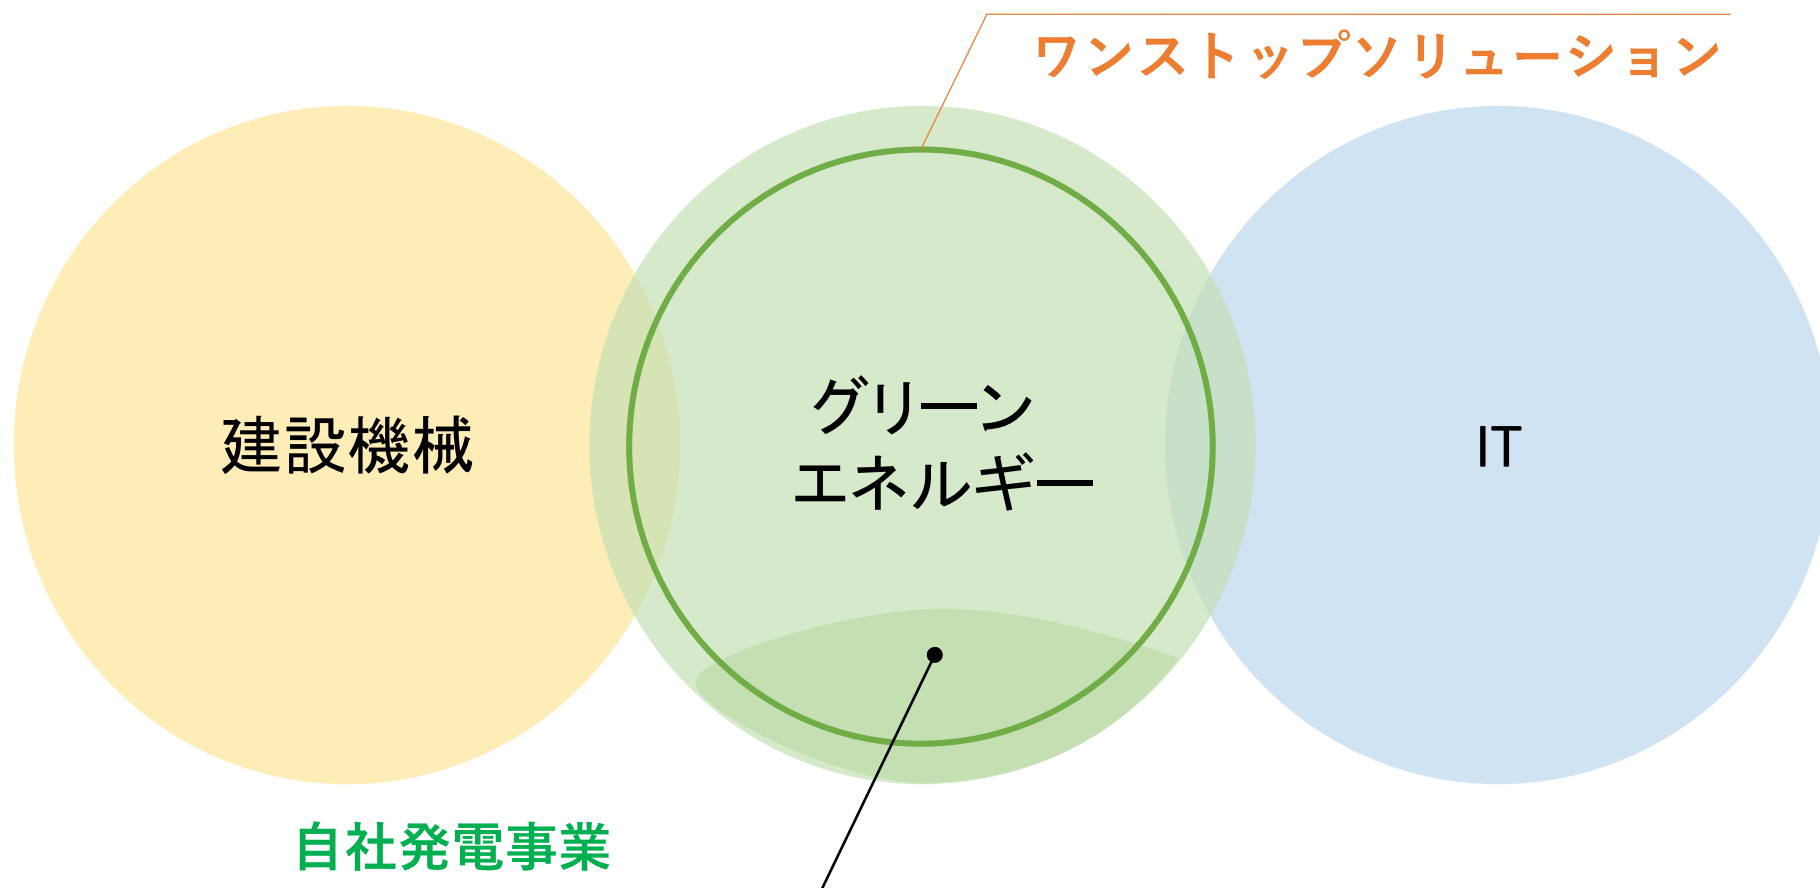 ワンストップソリューション
建設機械
グリーン
エネルギー
IT
自社発電事業